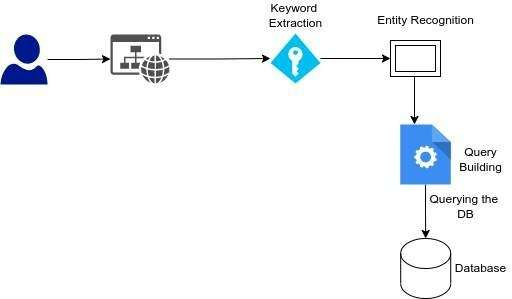 Keyword
Extraction
Entity Recognition
Query
Building
Querying the
DB
Database